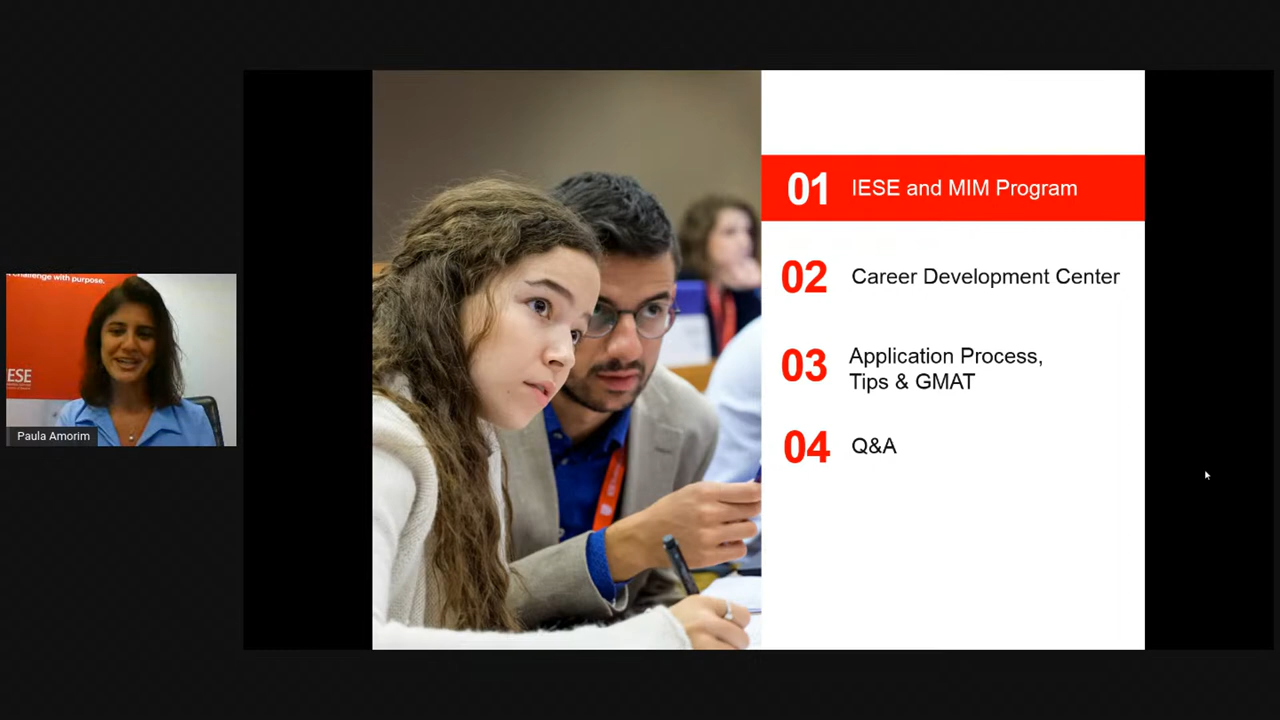 challenge with purpose.
ESE
Paula Amorim
01 IESE and MIM Program
02 Career Development Center
03 Application Process,
Tips & GMAT
04 Q&A